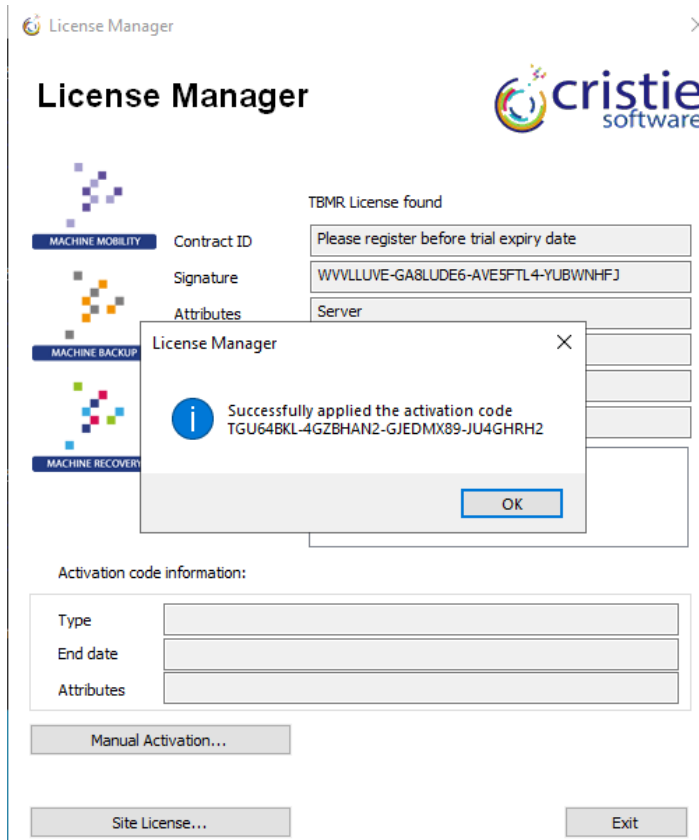 License Manager
License Manager
cristie
software
TBMR License found
MACHINE MOBILITY
Contract ID
Please register before trial expiry date
Signature
WVVLLUVE-GA8LUDE6-AVE5FTL4-YUBWNHFJ
Attributes
Server
MACHINE BACKUP
MACHINE RECOVERY
License Manager
Successfully applied the activation code
TGU64BKL-4GZBHAN2-GJEDMX89-JU4GHRH2
OK
Activation code information:
Type
End date
Attributes
Manual Activation...
Site License...
Exit